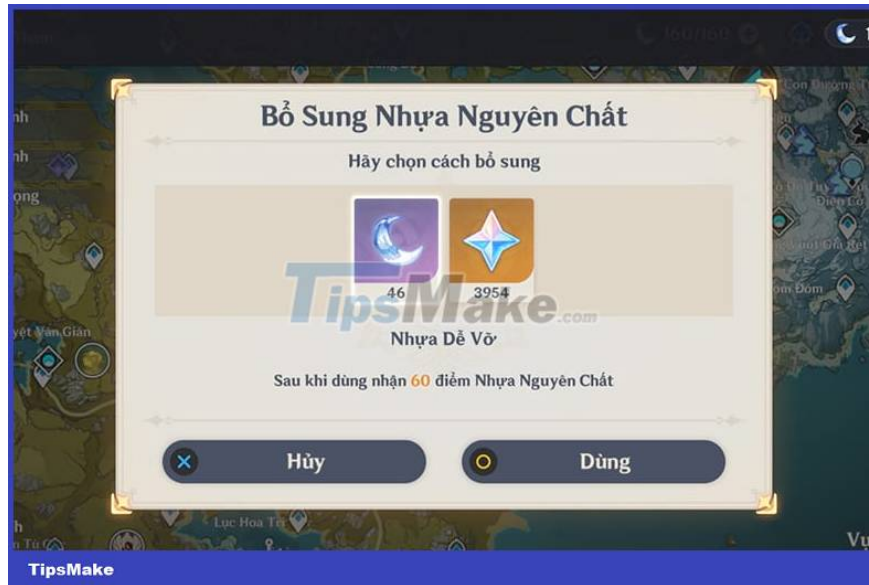 160/160
Bổ Sung Nhựa Nguyên Chất
Hãy chọn cách bổ sung
46
3954
TipsMake.com
Nhựa Dễ Vỡ
Sau khi dùng nhận 60 điểm Nhựa Nguyên Chất
Hủy
Dùng
Lục Hoa Trì
TipsMake